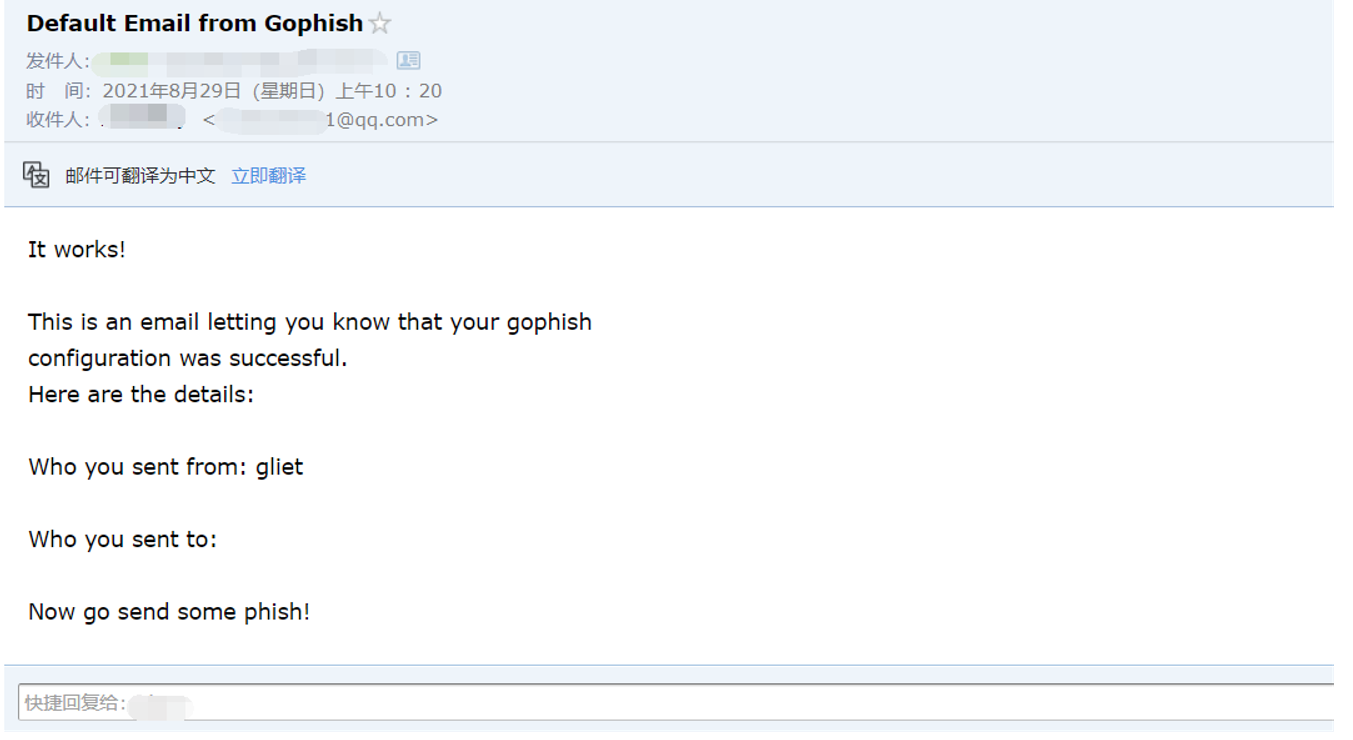 Default Email from Gophish
发件人:
时 间: 2021年8月29日 (星期日) 上午10 : 20
收件人: < 1@qq.com>
邮件可翻译为中文 立即翻译
It works!
This is an email letting you know that your gophish
configuration was successful.
Here are the details:
Who you sent from: gliet
Who you sent to:
Now go send some phish!
快捷回复给: